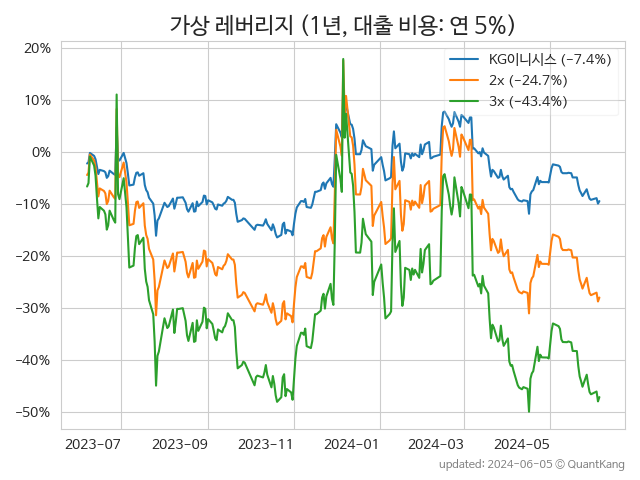 가상 레버리지 (1년, 대출 비용: 연 5%)
KG이니시스 (−7.4%)
2x (−24.7%)
3x (−43.4%)
20%
10%
0%
−10%
−20%
−30%
−40%
−50%
2023-07
2023-09
2023-11
2024-01
2024-03
2024-05
updated: 2024-06-05 © QuantKang